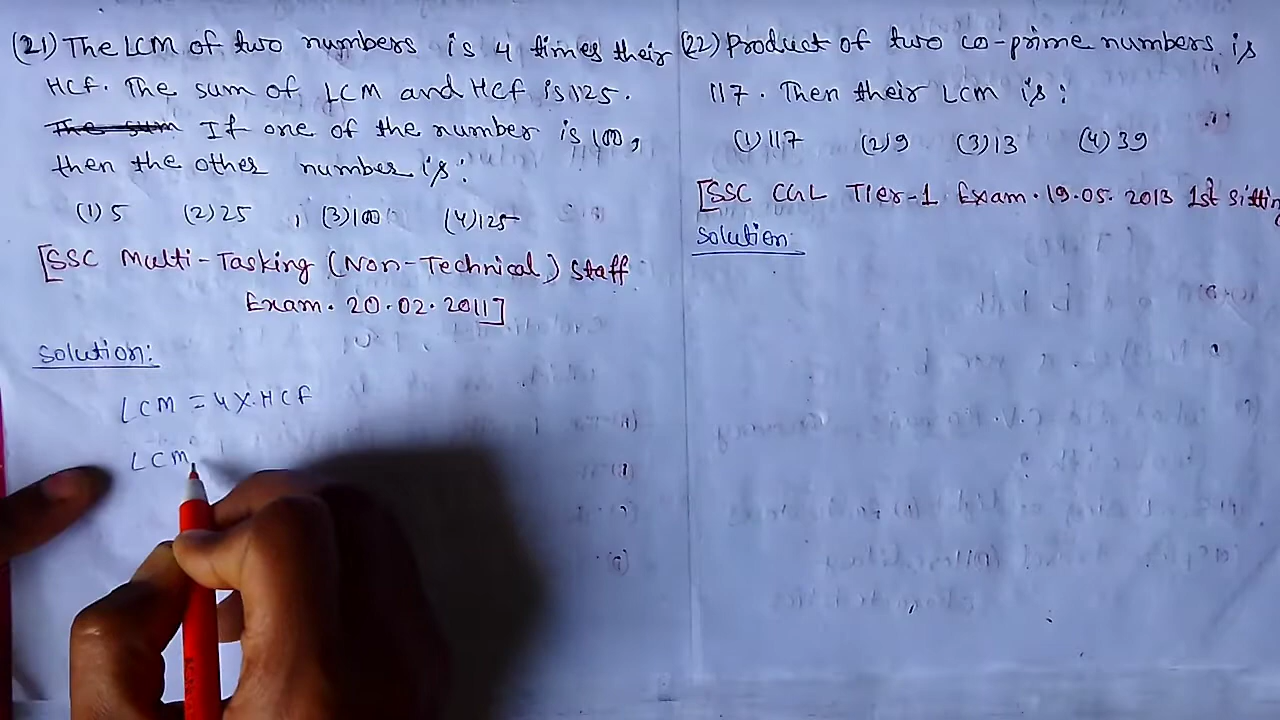 (21) The LCM of two numbers is 4 times their
HCF. The sum of LCM and HCF is 125.
The sum If one of the number is 100,
then the other number is:
(1) 5 (2) 25 , (3) 100 (4) 125
[SSC Multi-Tasking (Non-Technical) Staff
Exam. 20.02.2011]
Solution:
LCM = 4 X HCF
LCM
(22) Product of two co-prime numbers is
117. Then their LCM is:
(1) 117 (2) 9 (3) 13 (4) 39
[SSC CGL Tier-1 Exam. 19.05.2013 1st Sitting
Solution: